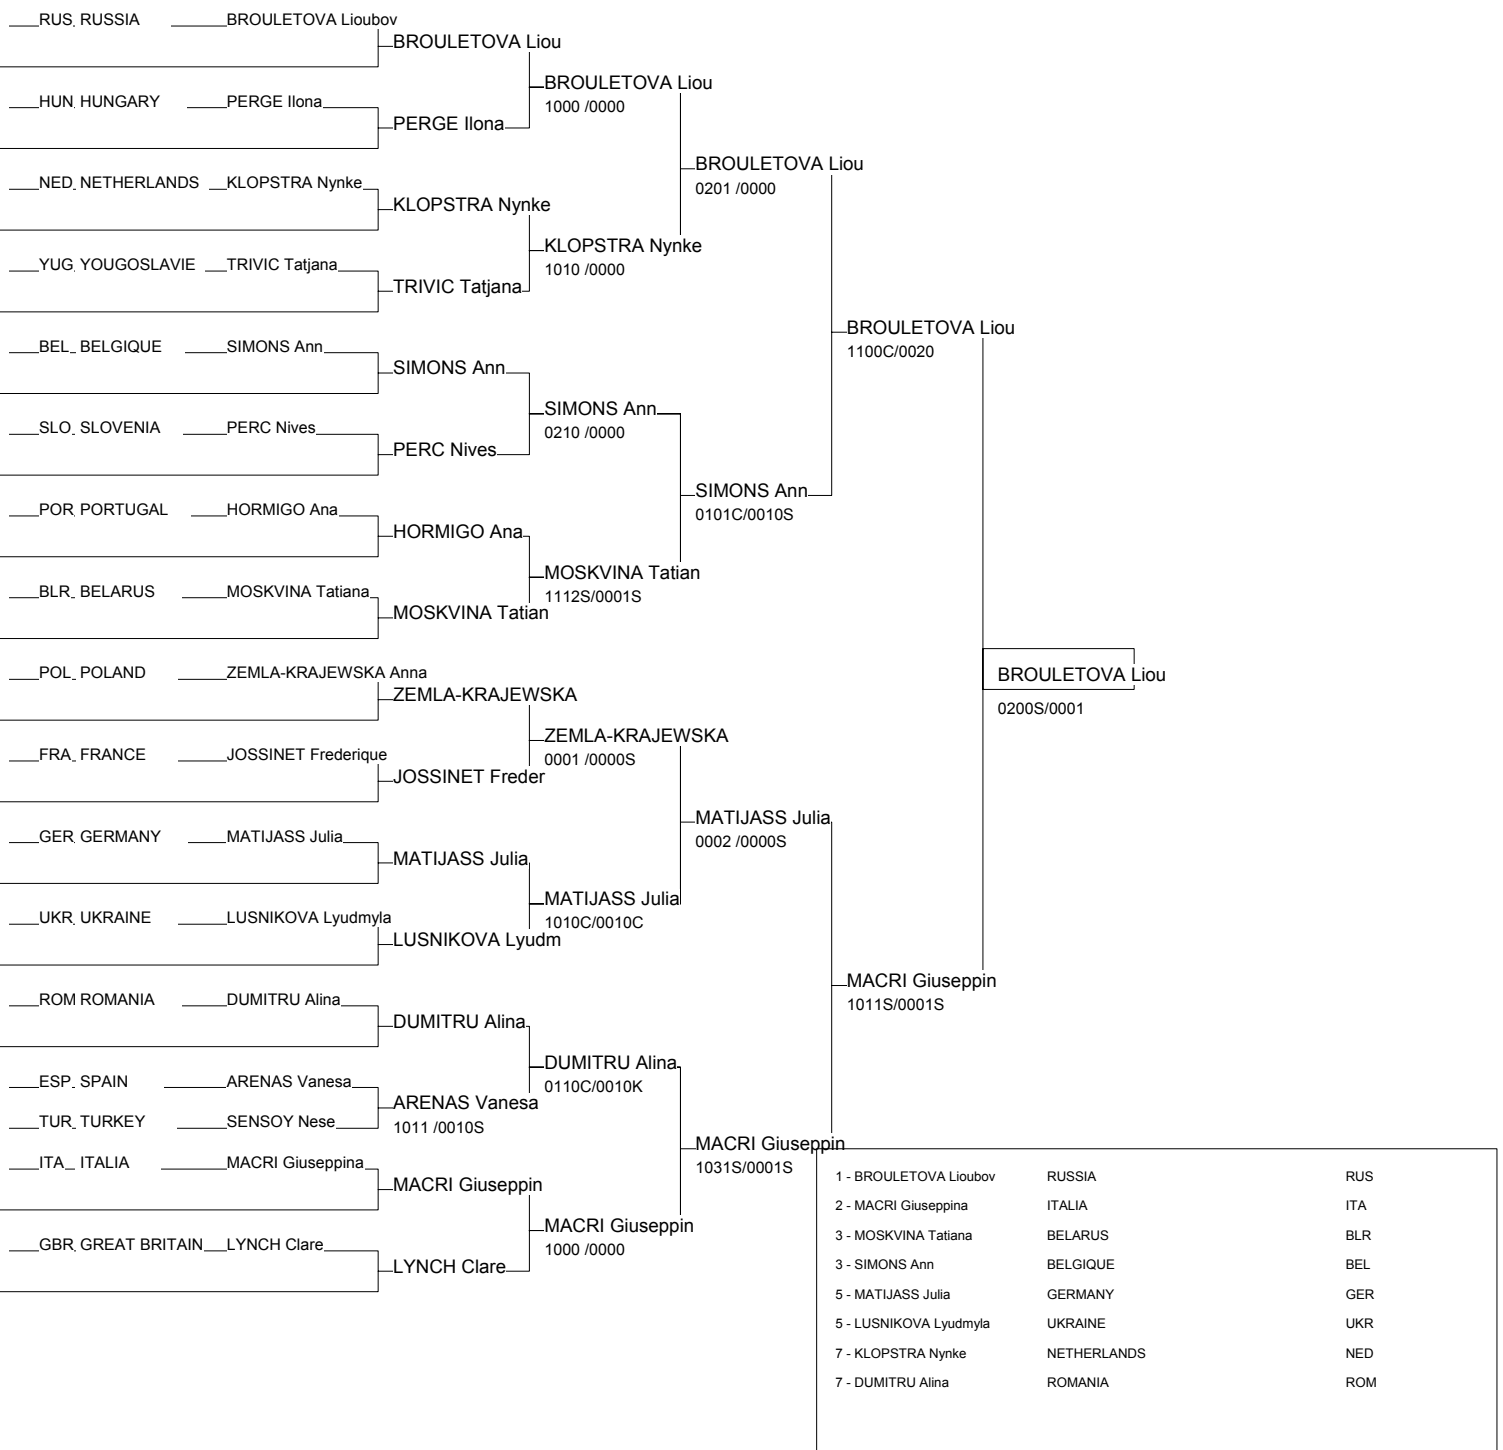 RUS RUSSIA BROULETOVA Lioubov
BROULETOVA Liou
BROULETOVA Liou
1000 /0000
HUN HUNGARY PERGE Ilona
PERGE Ilona
BROULETOVA Liou
0201 /0000
NED NETHERLANDS KLOPSTRA Nynke
KLOPSTRA Nynke
KLOPSTRA Nynke
1010 /0000
YUG YOUGOSLAVIE TRIVIC Tatjana
TRIVIC Tatjana
BROULETOVA Liou
1100C/0020
BEL BELGIQUE SIMONS Ann
SIMONS Ann
SIMONS Ann
0210 /0000
SLO SLOVENIA PERC Nives
PERC Nives
SIMONS Ann
0101C/0010S
POR PORTUGAL HORMIGO Ana
HORMIGO Ana
MOSKVINA Tatian
1112S/0001S
BLR BELARUS MOSKVINA Tatiana
MOSKVINA Tatian
BROULETOVA Liou
0200S/0001
POL POLAND ZEMLA-KRAJEWSKA Anna
ZEMLA-KRAJEWSKA
ZEMLA-KRAJEWSKA
0001 /0000S
FRA FRANCE JOSSINET Frederique
JOSSINET Freder
MATIJASS Julia
0002 /0000S
GER GERMANY MATIJASS Julia
MATIJASS Julia
MATIJASS Julia
1010C/0010C
UKR UKRAINE LUSNIKOVA Lyudmyla
LUSNIKOVA Lyudm
MACRI Giuseppin
1011S/0001S
ROM ROMANIA DUMITRU Alina
DUMITRU Alina
DUMITRU Alina
0110C/0010K
ESP SPAIN ARENAS Vanesa
ARENAS Vanesa
1011 /0010S
TUR TURKEY SENSOY Nese
MACRI Giuseppin
1031S/0001S
ITA ITALIA MACRI Giuseppina
MACRI Giuseppin
MACRI Giuseppin
1000 /0000
GBR GREAT BRITAIN LYNCH Clare
LYNCH Clare
1 - BROULETOVA Lioubov RUSSIA RUS
2 - MACRI Giuseppina ITALIA ITA
3 - MOSKVINA Tatiana BELARUS BLR
3 - SIMONS Ann BELGIQUE BEL
5 - MATIJASS Julia GERMANY GER
5 - LUSNIKOVA Lyudmyla UKRAINE UKR
7 - KLOPSTRA Nynke NETHERLANDS NED
7 - DUMITRU Alina ROMANIA ROM